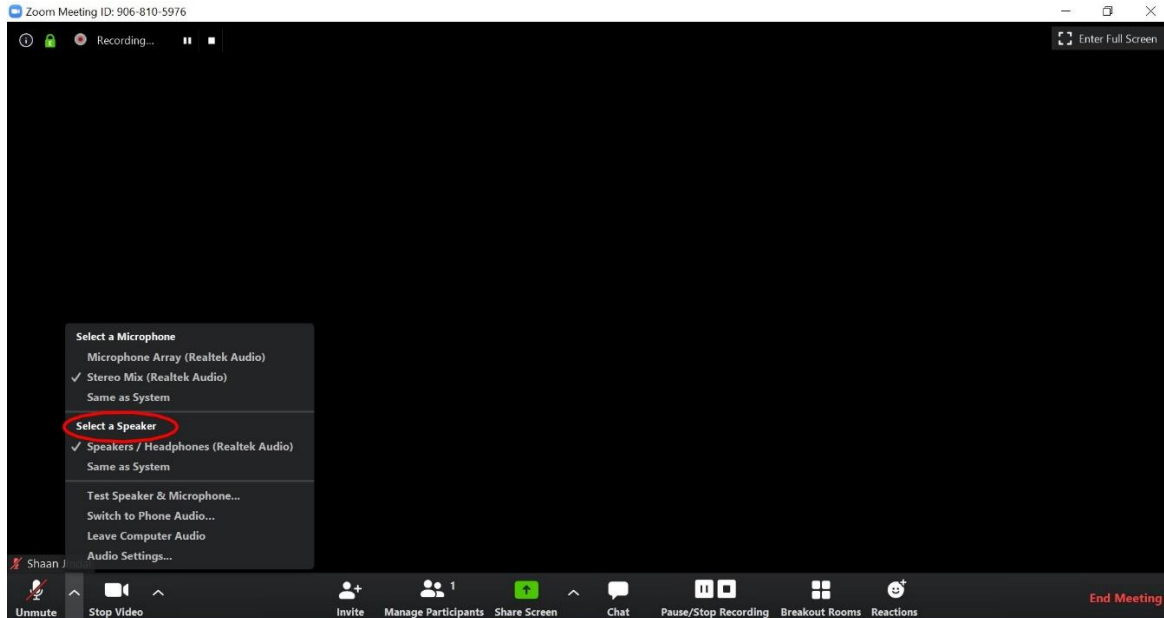 Zoom Meeting ID: 906-810-5976
Recording...
Enter Full Screen
Select a Microphone
Microphone Array (Realtek Audio)
Stereo Mix (Realtek Audio)
Same as System
Select a Speaker
Speakers / Headphones (Realtek Audio)
Same as System
Test Speaker & Microphone...
Switch to Phone Audio...
Leave Computer Audio
Audio Settings...
Shaan
1
Unmute Stop Video Invite Manage Participants Share Screen Chat Pause/Stop Recording Breakout Rooms Reactions End Meeting